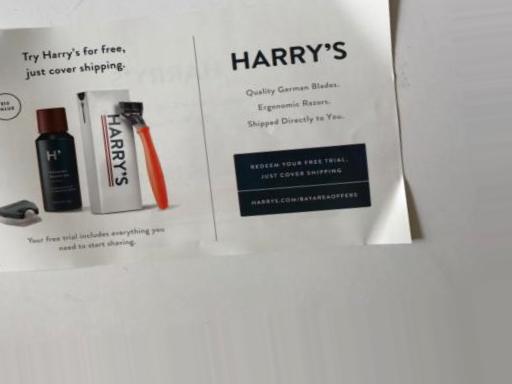 Try Harry's for free,
just cover shipping.
$10
VALUE
H'
HARRY'S
Your free trial includes everything you
need to start shaving.
HARRY'S
Quality German Blades.
Ergonomic Razors.
Shipped Directly to You.
REDEEM YOUR FREE TRIAL,
JUST COVER SHIPPING
HARRYS.COM/BAYAREAOFFERS